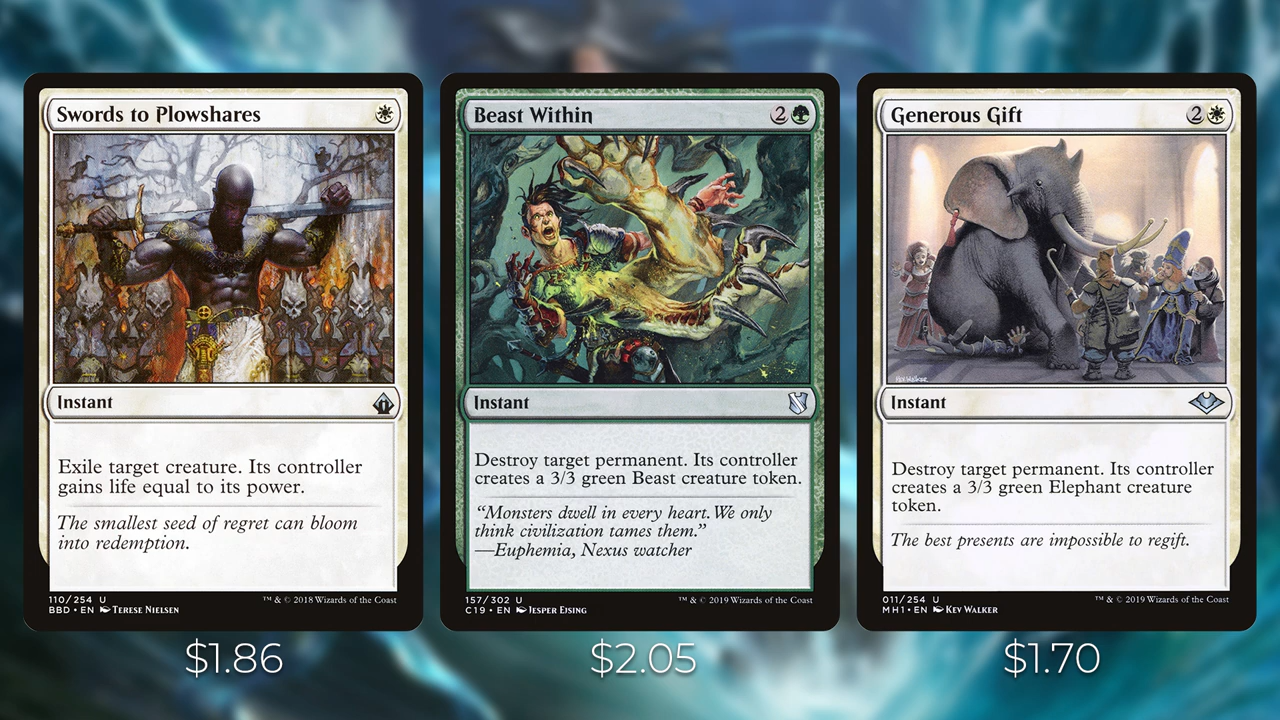 Swords to Plowshares
Instant
Exile target creature. Its controller
gains life equal to its power.
The smallest seed of regret can bloom
into redemption.
110/254 U
BBD • EN TERESE NIELSEN
™ & © 2018 Wizards of the Coast
$1.86
Beast Within
2
Instant
Destroy target permanent. Its controller
creates a 3/3 green Beast creature token.
“Monsters dwell in every heart. We only
think civilization tames them.”
—Euphemia, Nexus watcher
157/302 U
C19 • EN JESPER EJSING
™ & © 2019 Wizards of the Coast
$2.05
Generous Gift
2
KEV WALKER
Instant
Destroy target permanent. Its controller
creates a 3/3 green Elephant creature
token.
The best presents are impossible to regift.
011/254 U
MH1 • EN KEV WALKER
™ & © 2019 Wizards of the Coast
$1.70